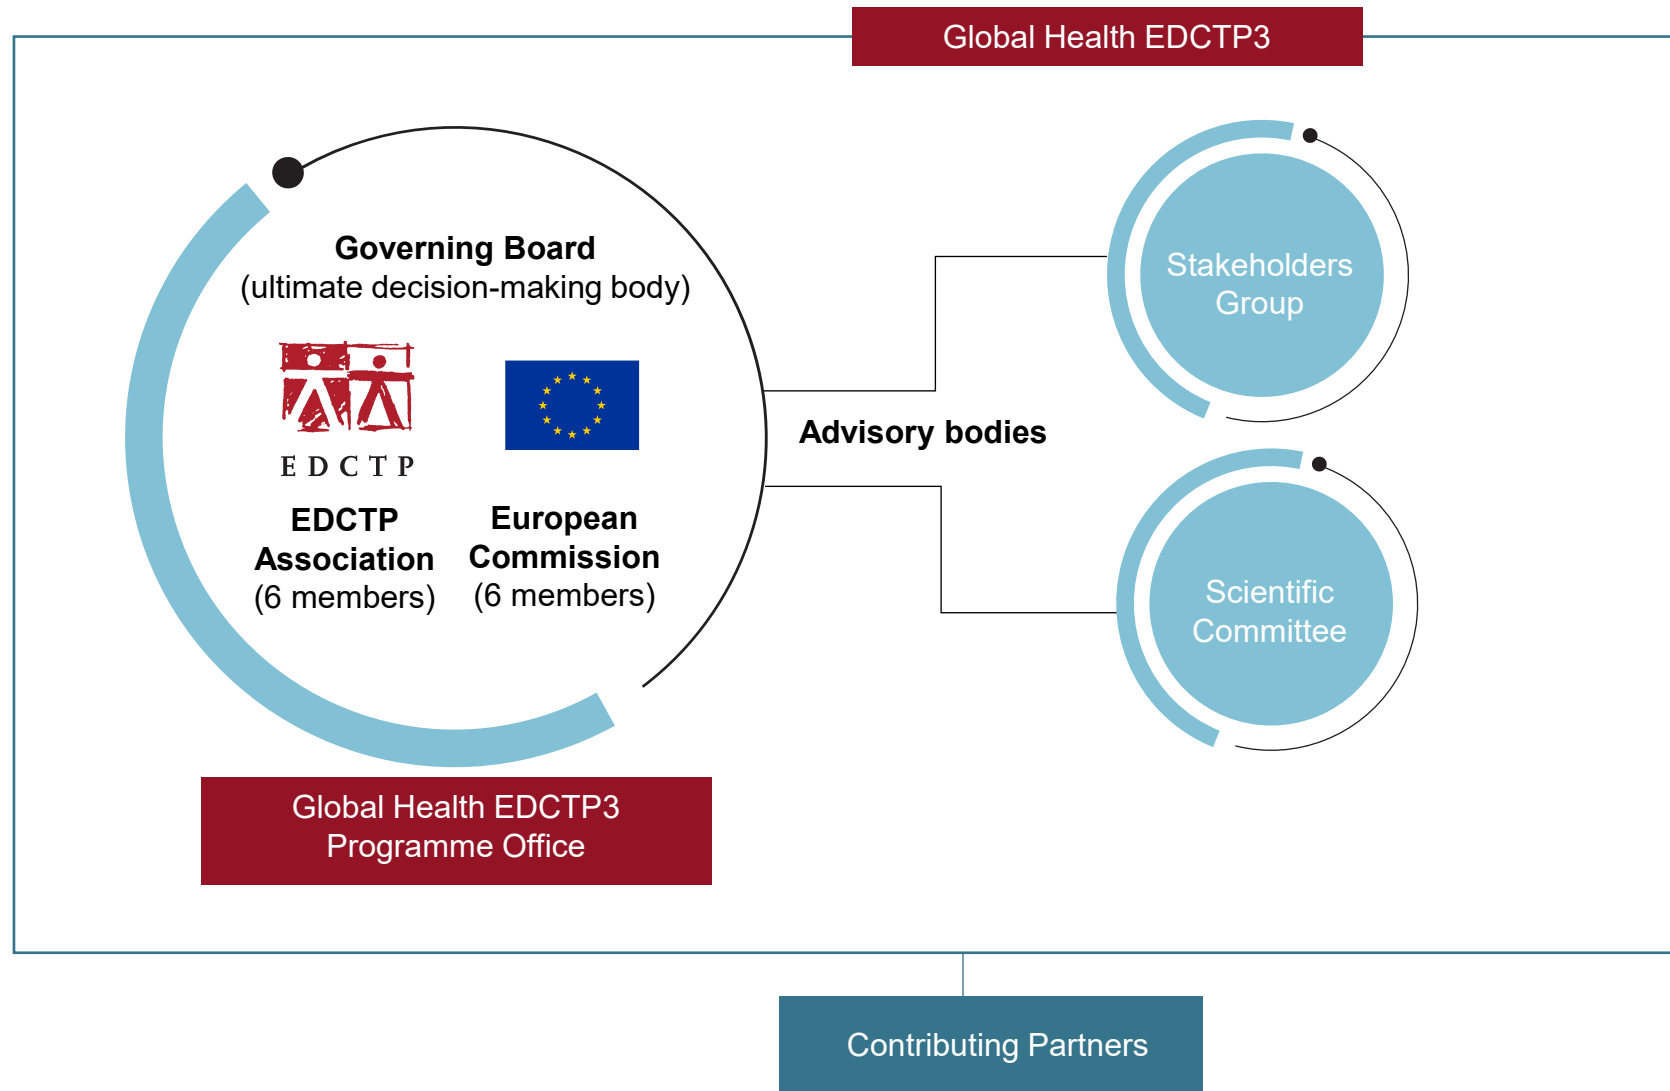 Global Health EDCTP3
Governing Board
(ultimate decision-making body)
EDCTP
EDCTP
Association
(6 members)
European
Commission
(6 members)
Advisory bodies
Stakeholders
Group
Scientific
Committee
Global Health EDCTP3
Programme Office
Contributing Partners